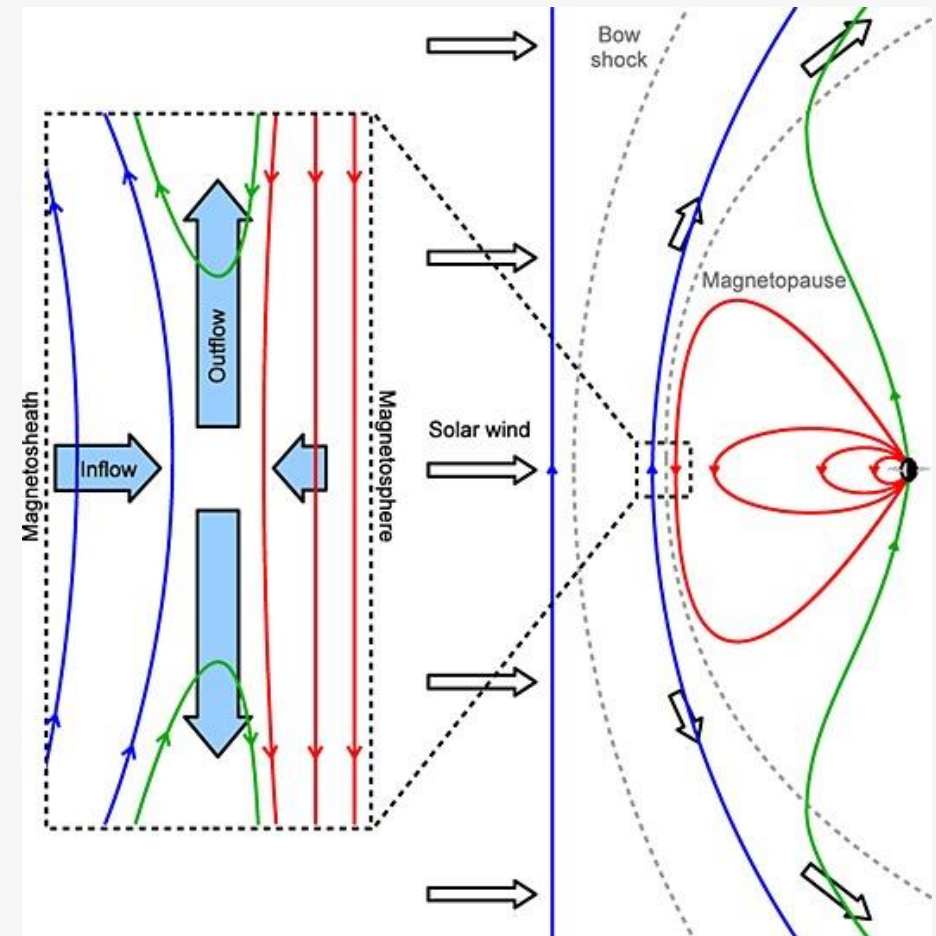 Bow
shock
Magnetopause
Solar wind
Magnetosheath
Inflow
Outflow
Magnetosphere